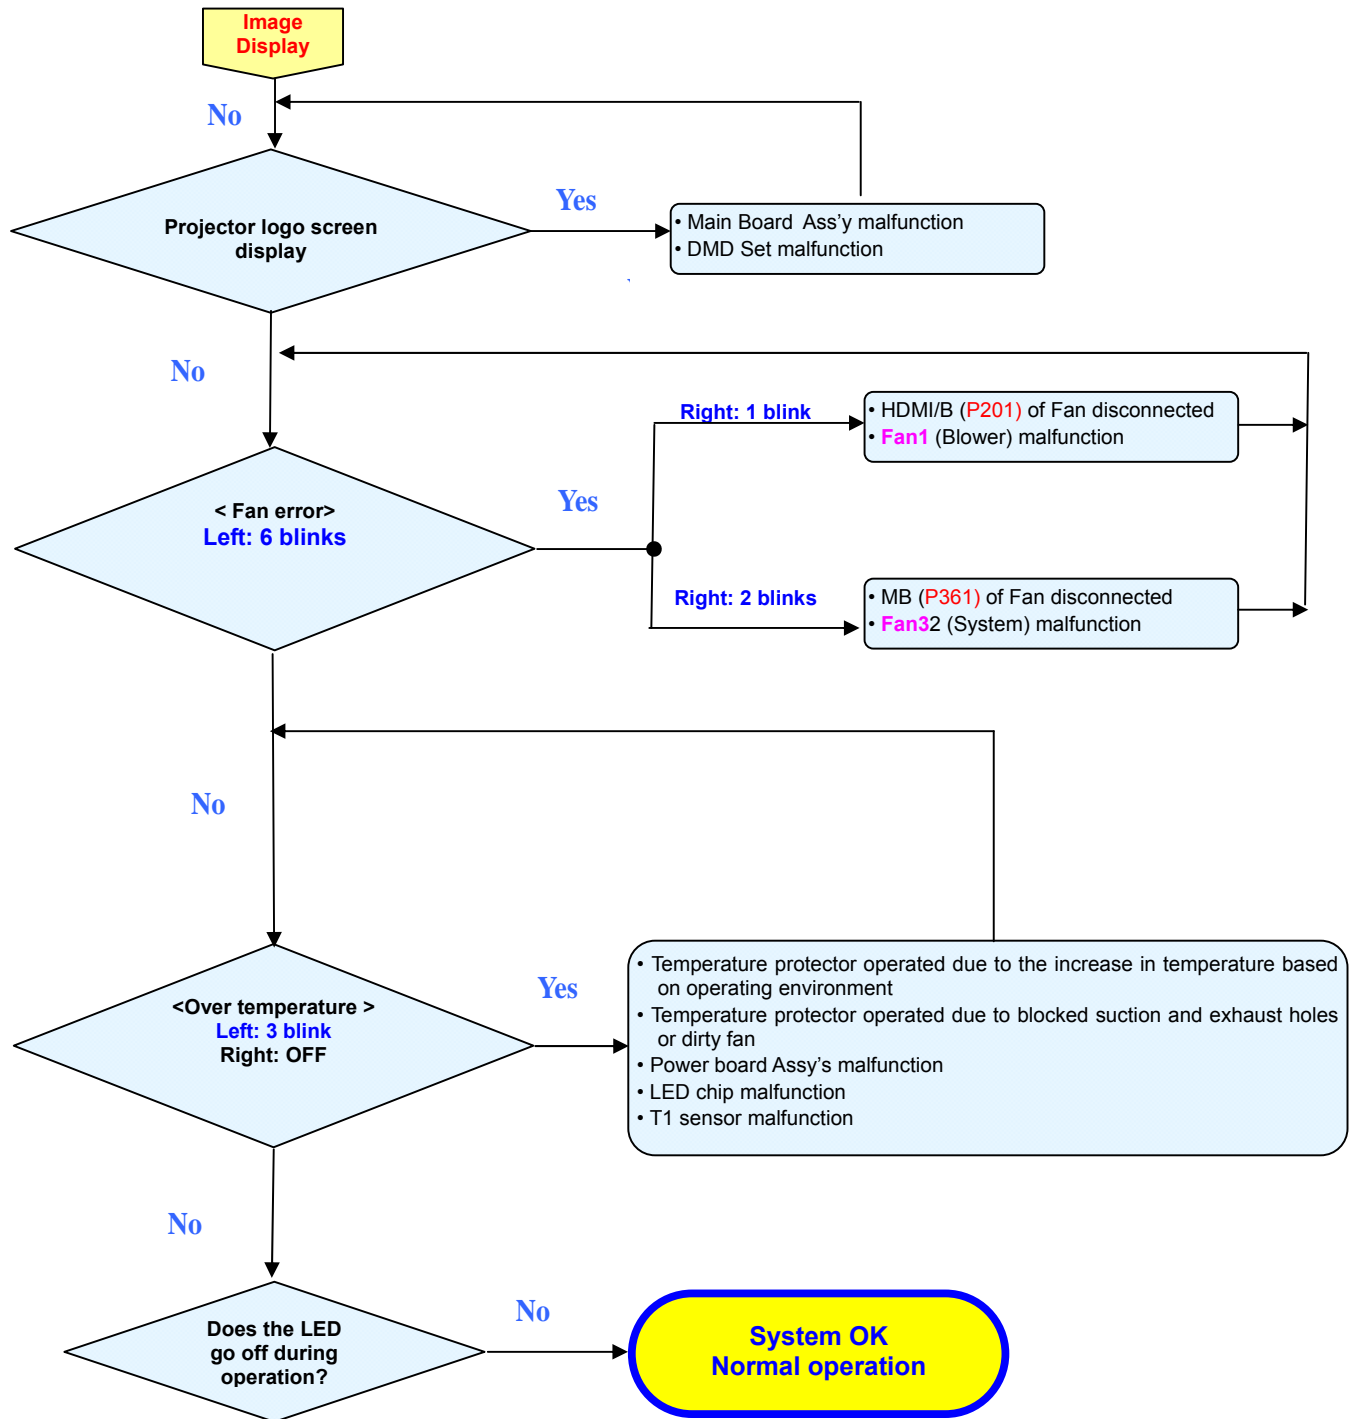 Image
Display
No
Projector logo screen
display
Yes
• Main Board Ass'y malfunction
• DMD Set malfunction
No
Right: 1 blink
• HDMI/B (P201) of Fan disconnected
• Fan1 (Blower) malfunction
< Fan error>
Left: 6 blinks
Yes
Right: 2 blinks
• MB (P361) of Fan disconnected
• Fan32 (System) malfunction
No
<Over temperature >
Left: 3 blink
Right: OFF
Yes
• Temperature protector operated due to the increase in temperature based
on operating environment
• Temperature protector operated due to blocked suction and exhaust holes
or dirty fan
• Power board Assy's malfunction
• LED chip malfunction
• T1 sensor malfunction
No
Does the LED
go off during
operation?
No
System OK
Normal operation